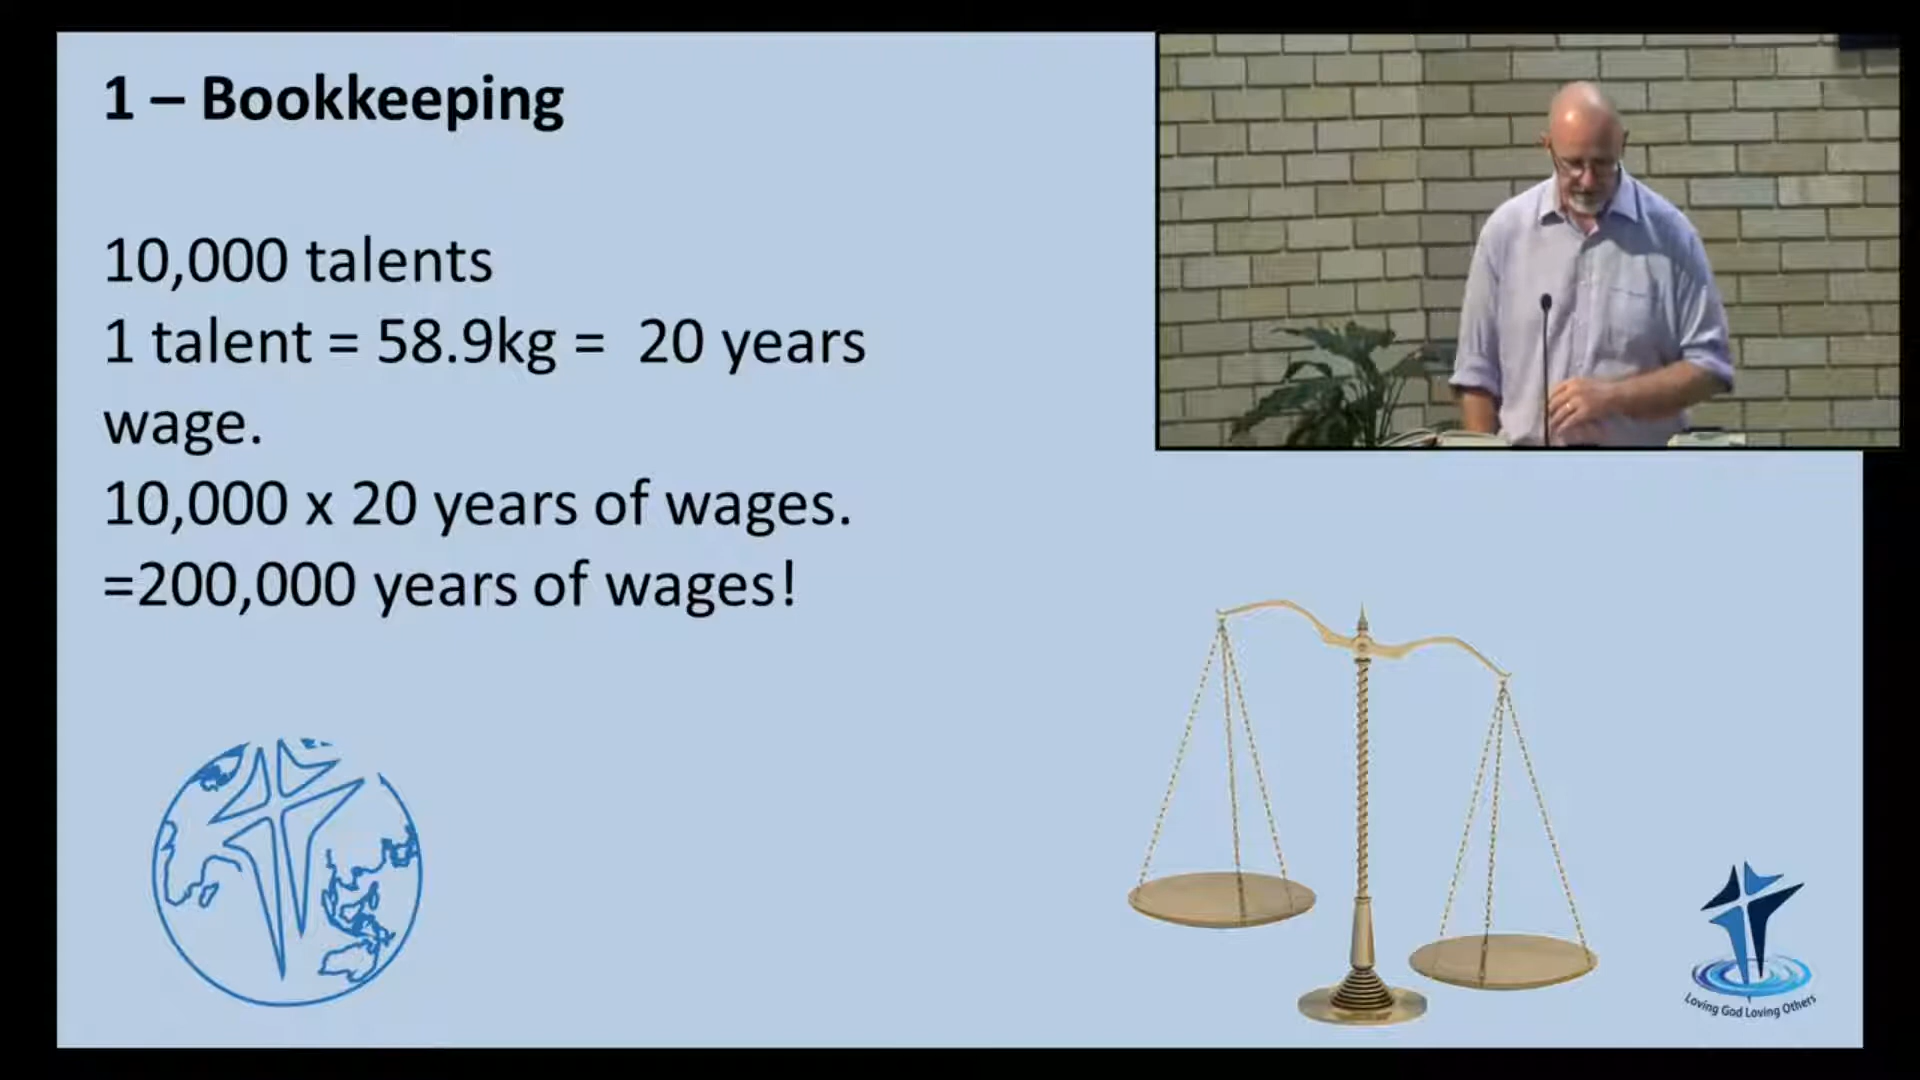 1 – Bookkeeping
10,000 talents
1 talent = 58.9kg =  20 years
wage.
10,000 x 20 years of wages.
=200,000 years of wages!
Loving God Loving Others